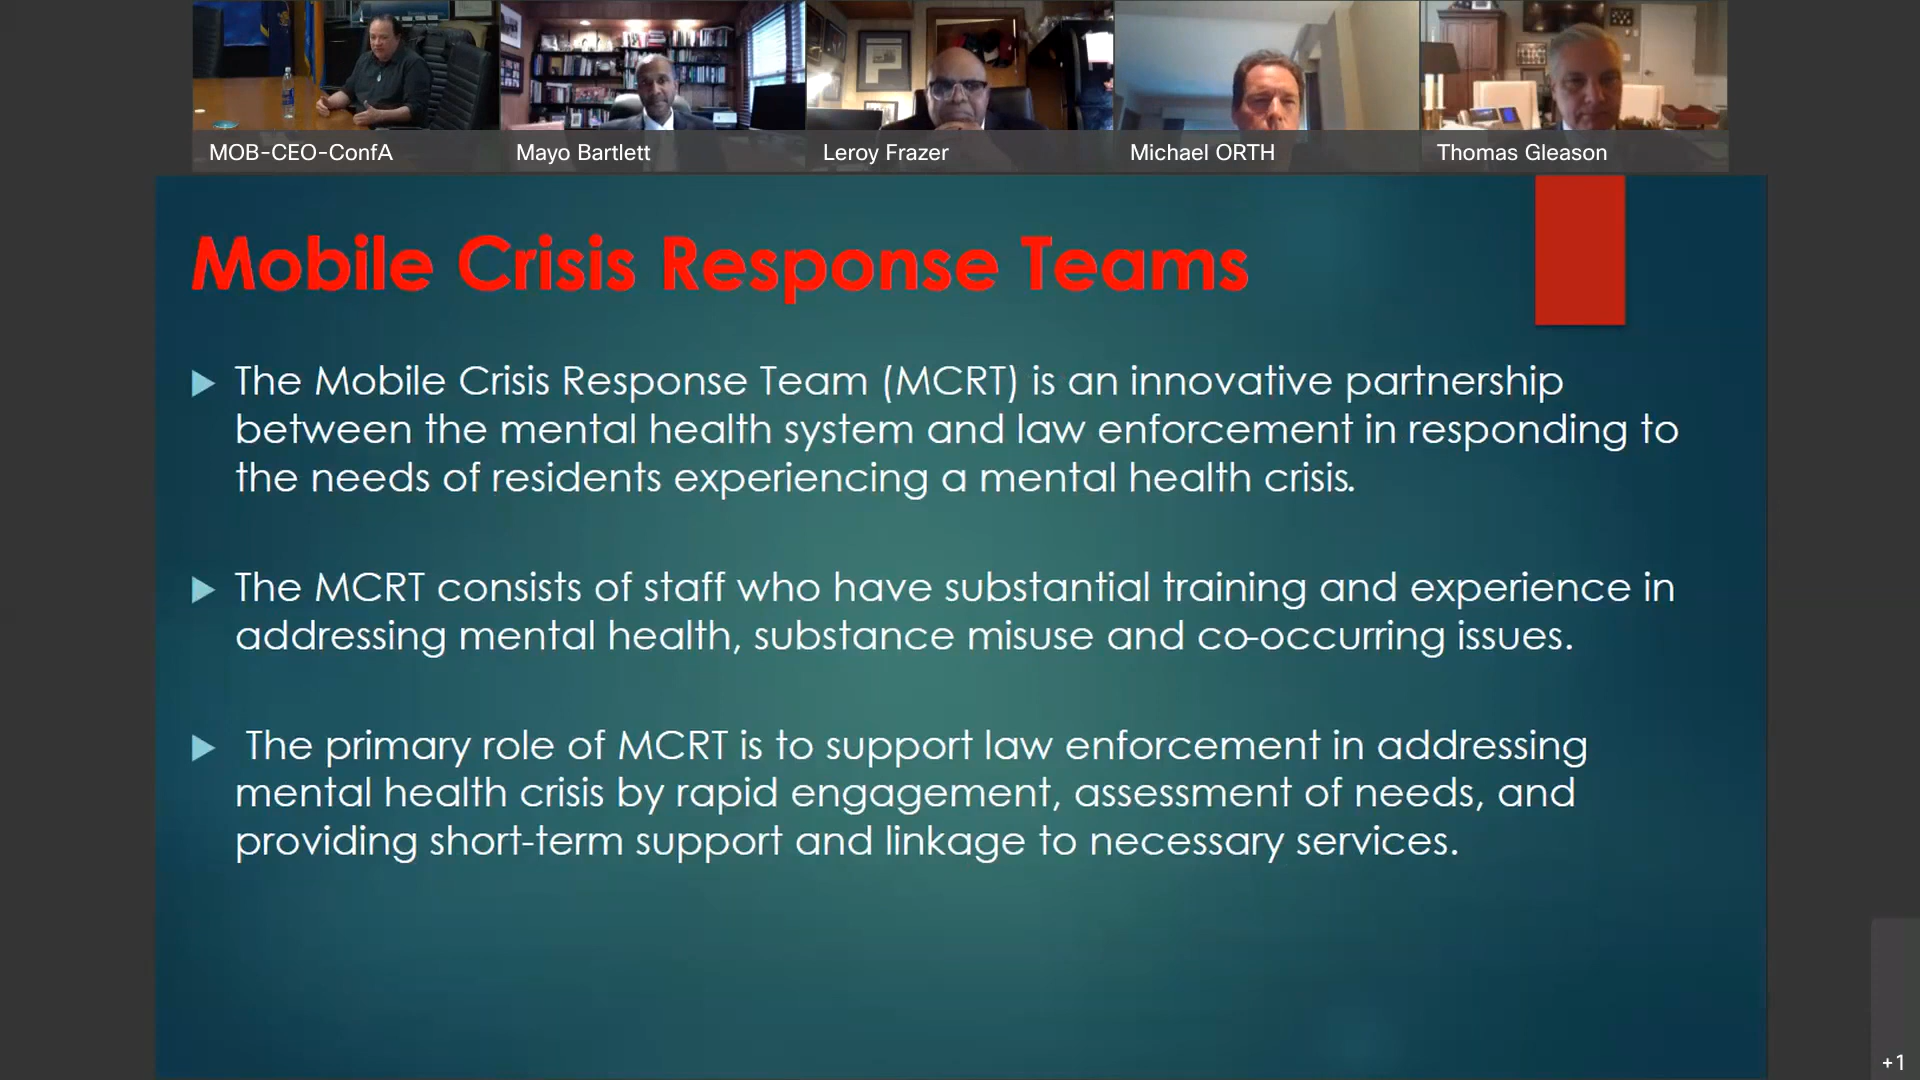 MOB-CEO-ConfA
Mayo Bartlett
Leroy Frazer
Michael ORTH
Thomas Gleason
Mobile Crisis Response Teams
The Mobile Crisis Response Team (MCRT) is an innovative partnership
between the mental health system and law enforcement in responding to
the needs of residents experiencing a mental health crisis.
The MCRT consists of staff who have substantial training and experience in
addressing mental health, substance misuse and co-occurring issues.
The primary role of MCRT is to support law enforcement in addressing
mental health crisis by rapid engagement, assessment of needs, and
providing short-term support and linkage to necessary services.
+1